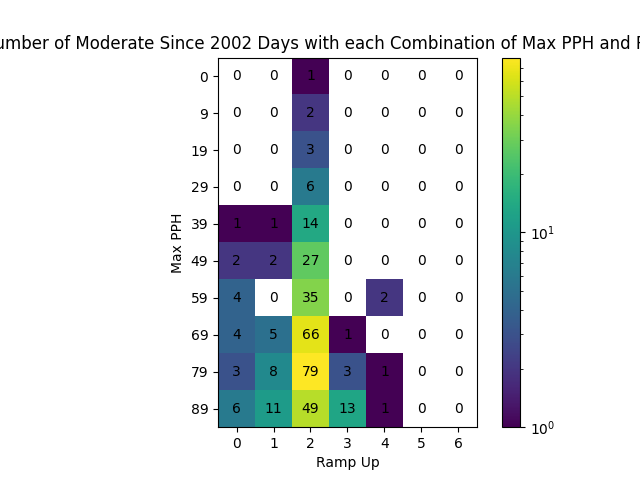 umber of Moderate Since 2002 Days with each Combination of Max PPH and
0 0 0 1 0 0 0 0
9 0 0 2 0 0 0 0
19 0 0 3 0 0 0 0
29 0 0 6 0 0 0 0
39 1 1 14 0 0 0 0
49 2 2 27 0 0 0 0
59 4 0 35 0 2 0 0
69 4 5 66 1 0 0 0
79 3 8 79 3 1 0 0
89 6 11 49 13 1 0 0
0 1 2 3 4 5 6
Ramp Up
Max PPH
10^1
10^0